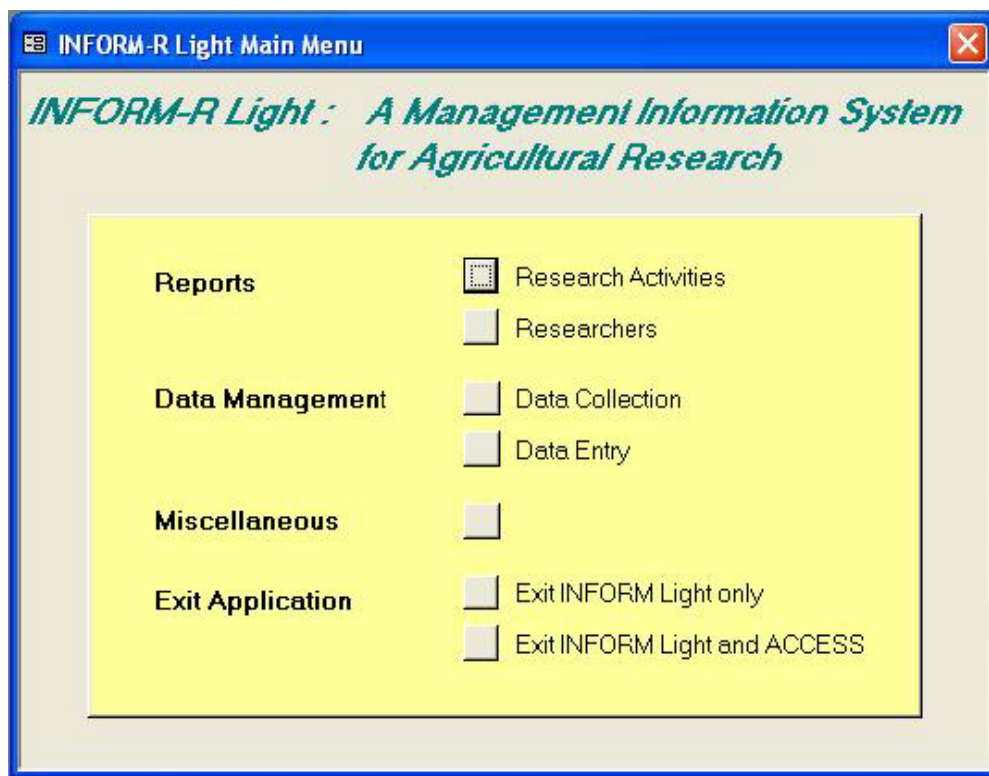 INFORM-R Light Main Menu
INFORM-R Light : A Management Information System
for Agricultural Research
Reports
Research Activities
Researchers
Data Management
Data Collection
Data Entry
Miscellaneous
Exit Application
Exit INFORM Light only
Exit INFORM Light and ACCESS